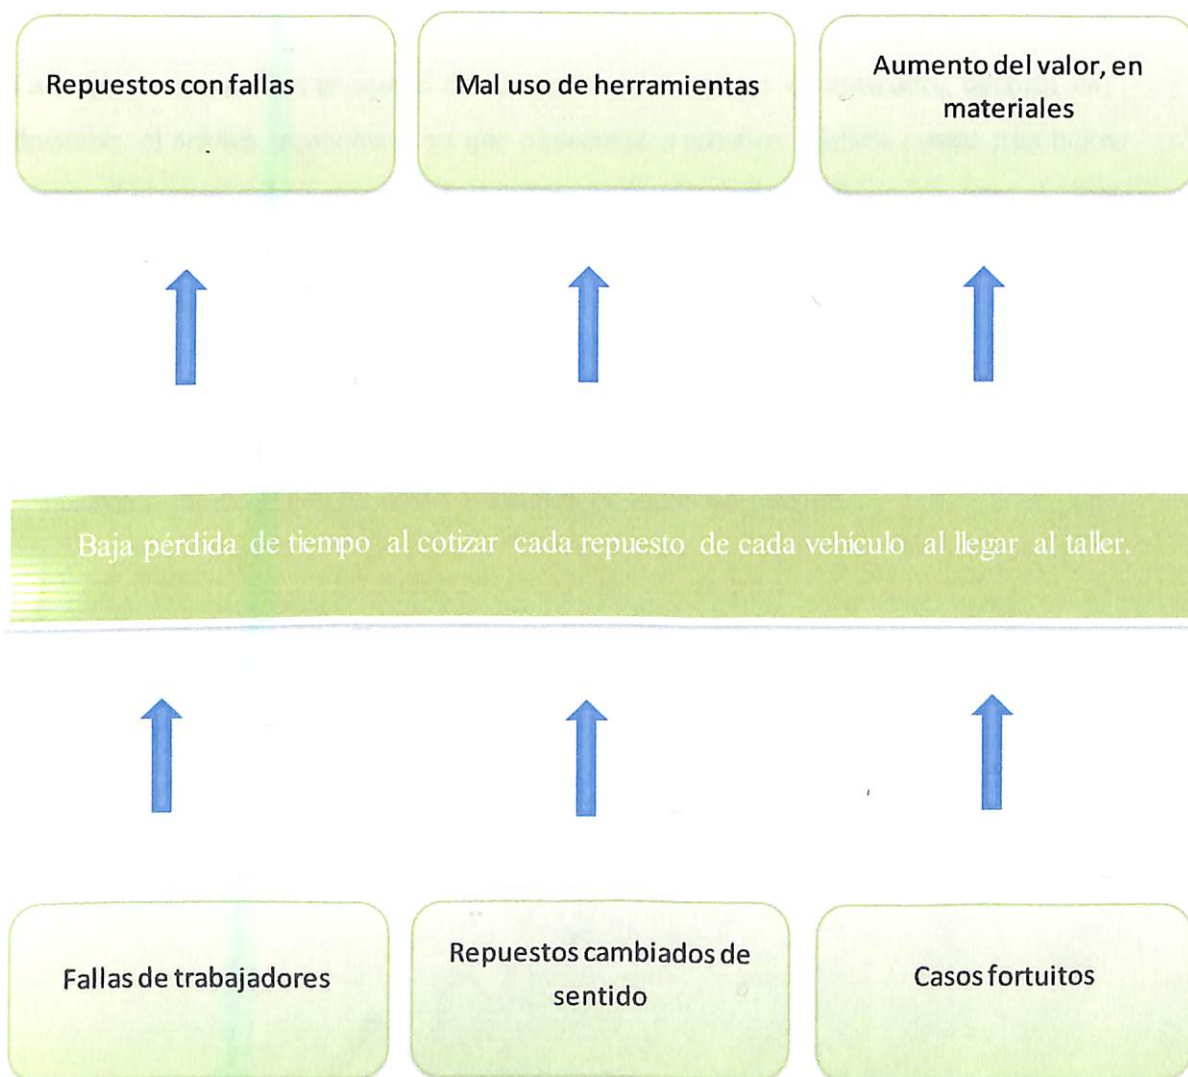 Repuestos con fallas
Mal uso de herramientas
Aumento del valor, en
materiales
Baja pérdida de tiempo al cotizar cada repuesto de cada vehículo al llegar al taller.
Fallas de trabajadores
Repuestos cambiados de
sentido
Casos fortuitos